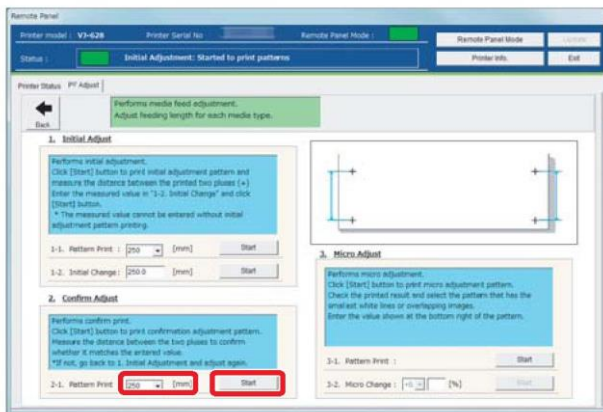 Remote Panel
Printer model : VJ-628 Printer Serial No Remote Panel Mode :
Remote Panel Mode
Status : Initial Adjustment: Started to print patterns
Printer Info. Exit
Printer Status PF Adjust
Back
Performs media feed adjustment.
Adjust feeding length for each media type.
1. Initial Adjust
Performs initial adjustment.
Click [Start] button to print initial adjustment pattern and
measure the distance between the printed two pluses (+)
Enter the measured value in "1-2. Initial Change" and click
[Start] button.
* The measured value cannot be entered without initial
adjustment pattern printing.
1-1. Pattern Print : 250 [mm] Start
1-2. Initial Change : 250.0 [mm] Start
2. Confirm Adjust
Performs confirm print.
Click [Start] button to print confirmation adjustment pattern.
Measure the distance between the two pluses to confirm
whether it matches the entered value.
*If not, go back to 1. Initial Adjustment and adjust again.
2-1. Pattern Print 250 [mm] Start
3. Micro Adjust
Performs micro adjustment.
Click [Start] button to print micro adjustment pattern.
Check the printed result and select the pattern that has the
smallest white lines or overlapping images.
Enter the value shown at the bottom right of the pattern.
3-1. Pattern Print : Start
3-2. Micro Change : [%] Start